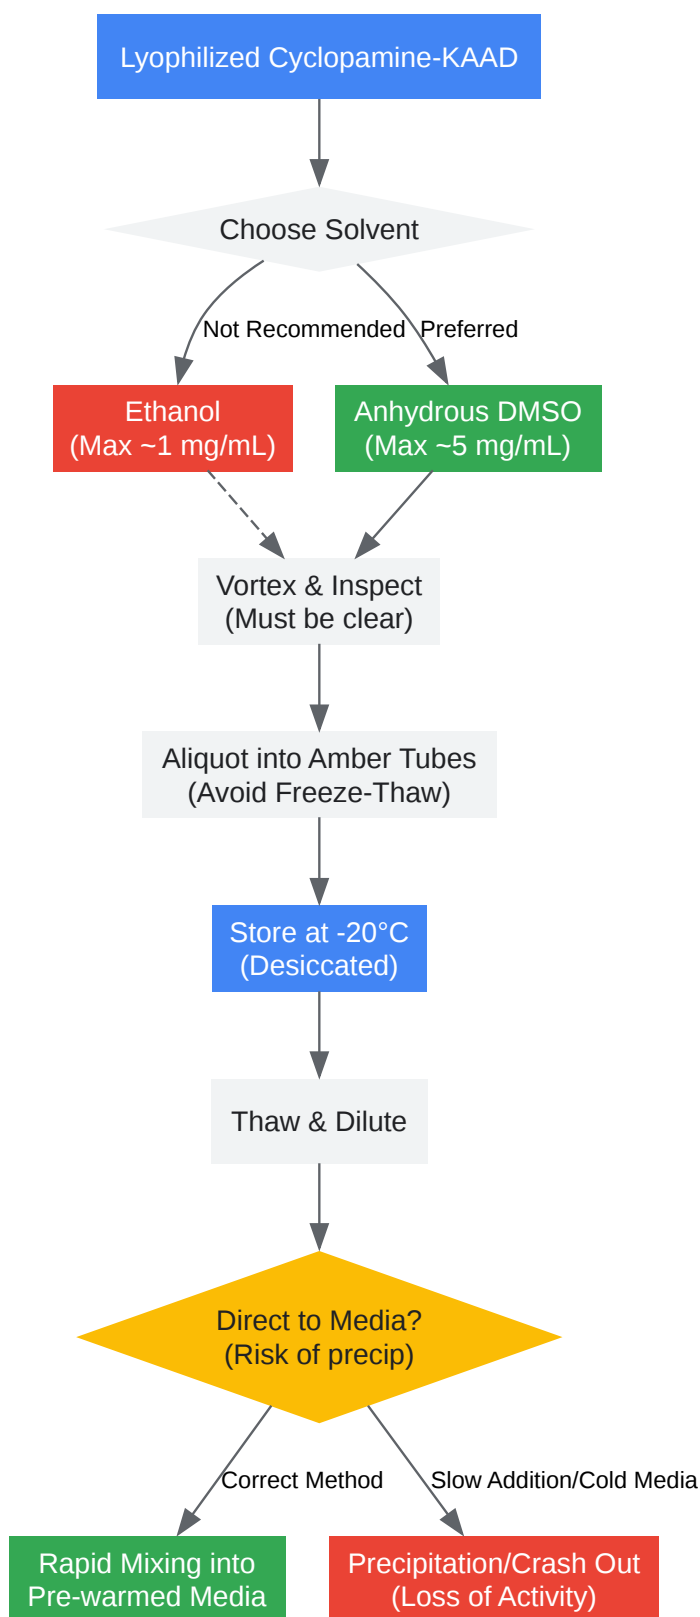 Lyophilized Cyclopamine-KAAD
Choose Solvent
Not Recommended
Preferred
Ethanol
(Max ~1 mg/mL)
Anhydrous DMSO
(Max ~5 mg/mL)
Vortex & Inspect
(Must be clear)
Aliquot into Amber Tubes
(Avoid Freeze-Thaw)
Store at -20°C
(Desiccated)
Thaw & Dilute
Direct to Media?
(Risk of precip)
Correct Method
Slow Addition/Cold Media
Rapid Mixing into
Pre-warmed Media
Precipitation/Crash Out
(Loss of Activity)